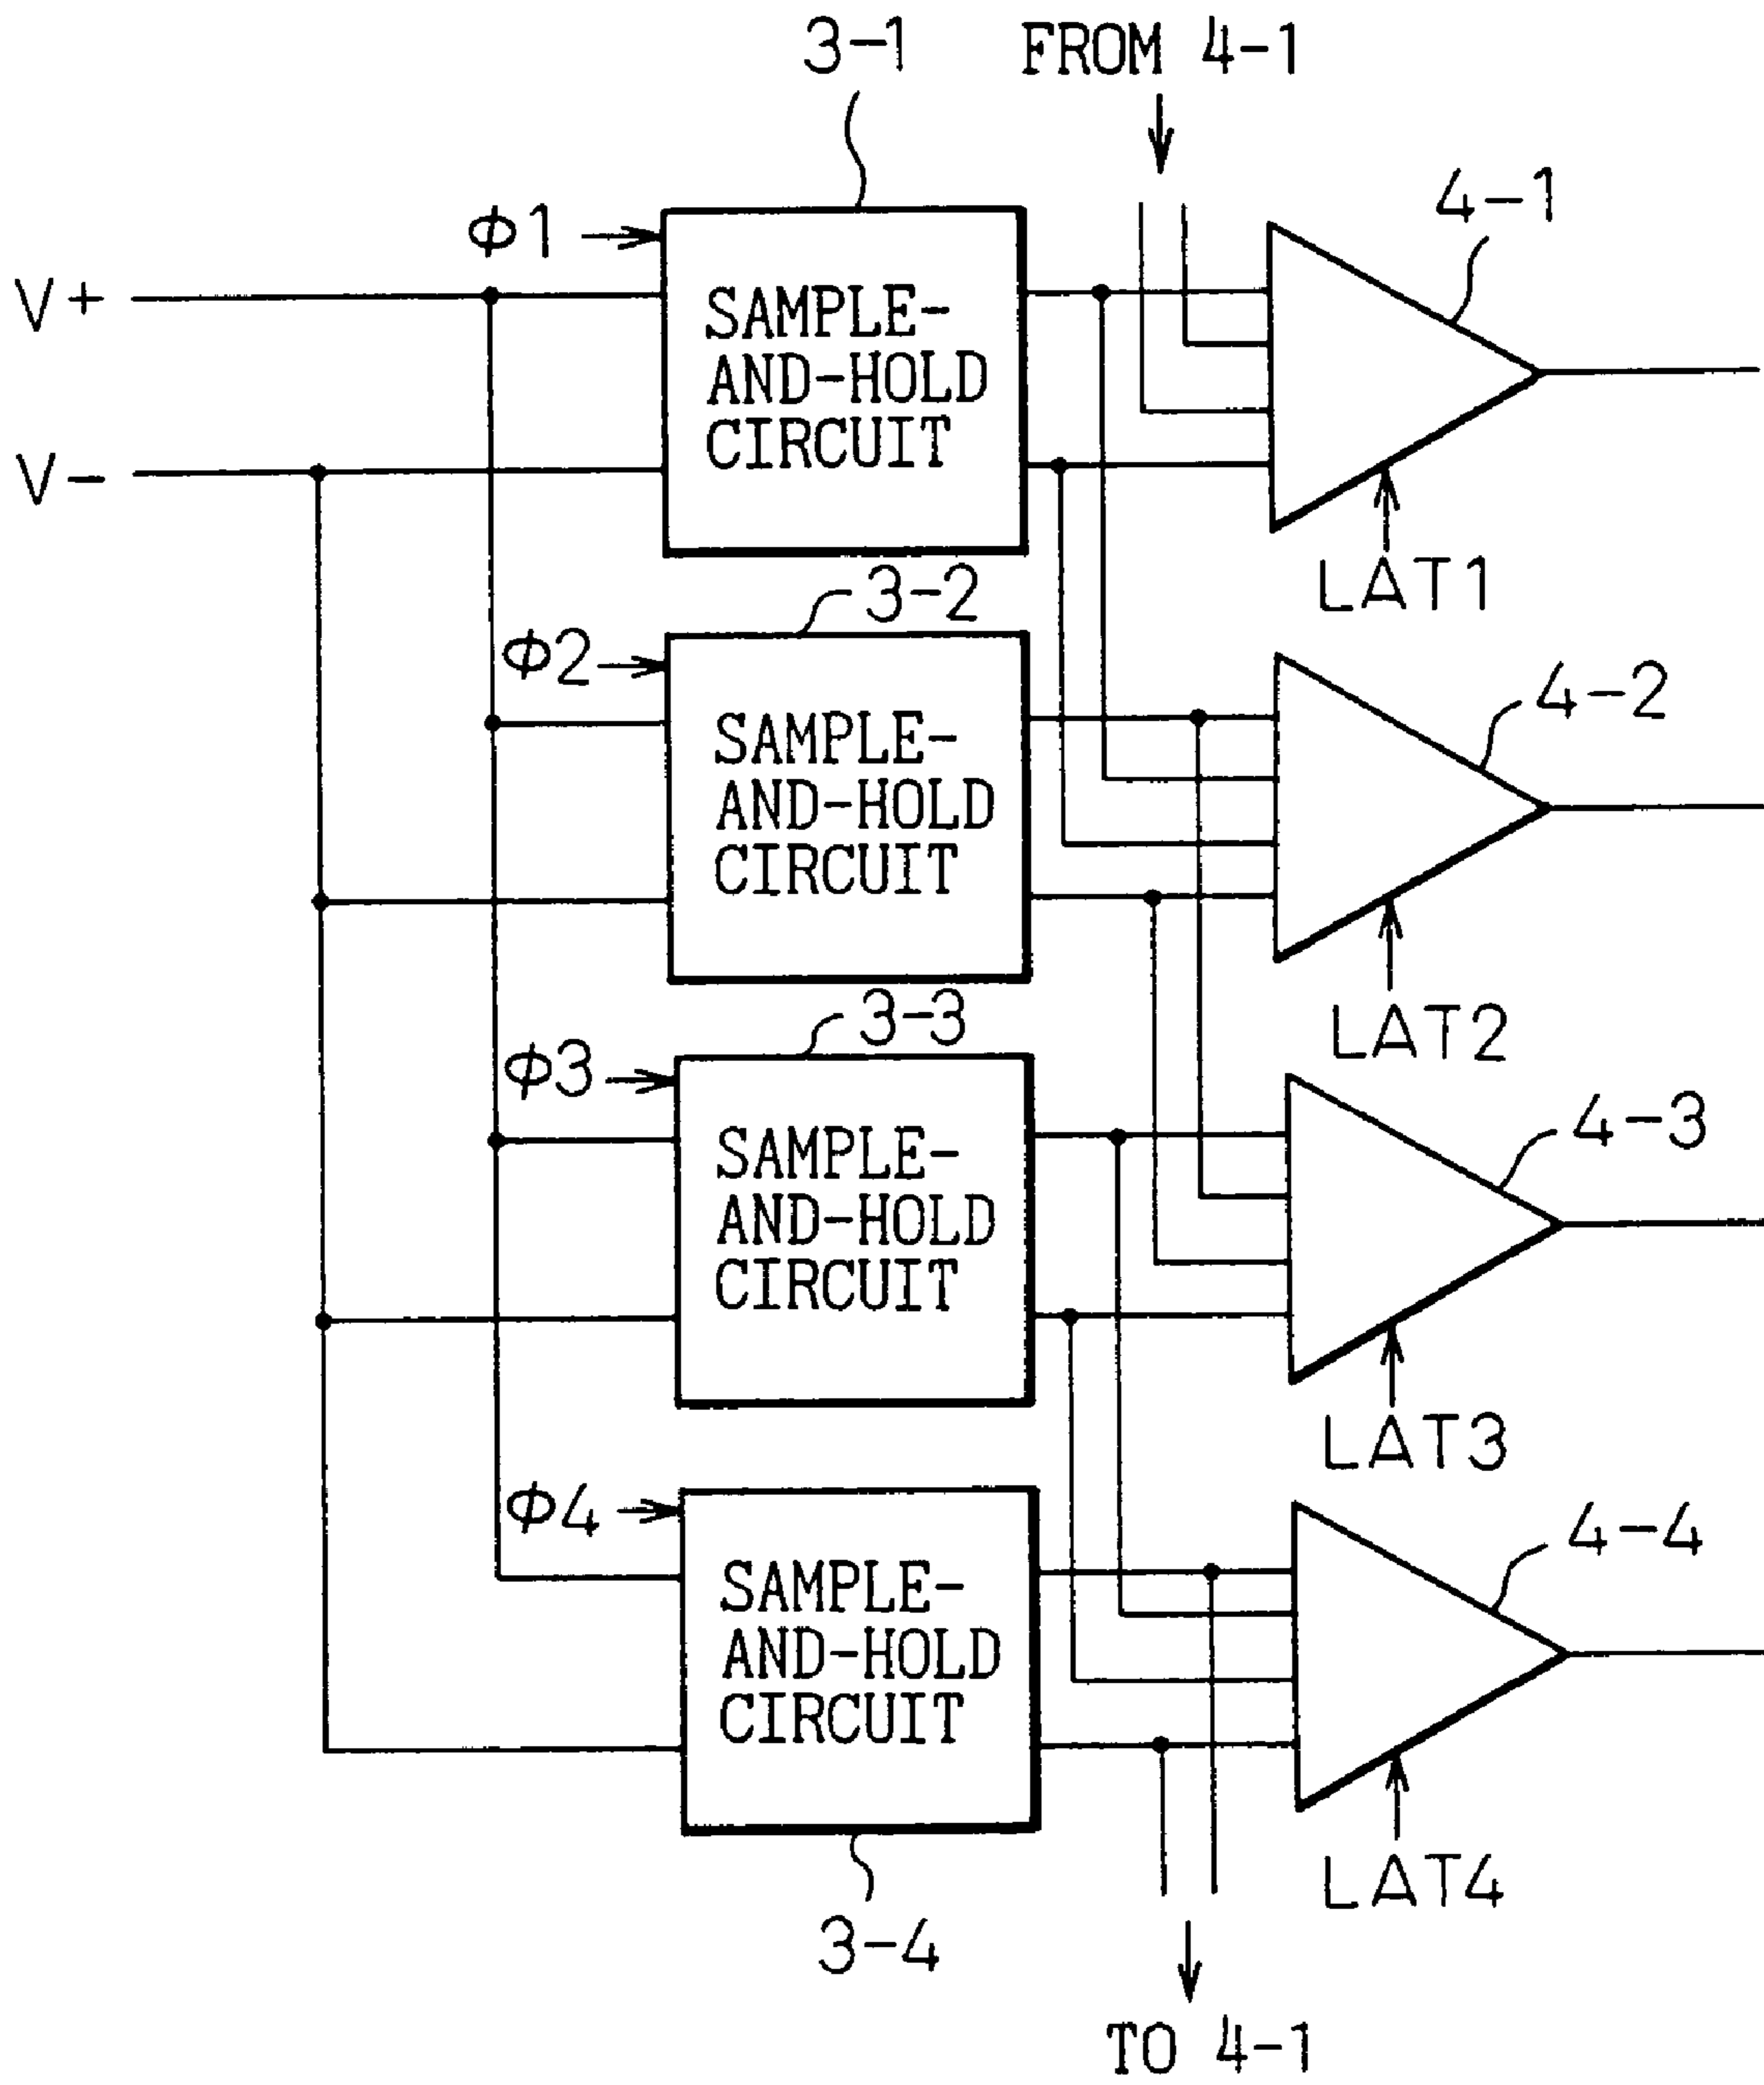 3-1
FROM 4-1
4-1
Φ1
V+
SAMPLE-
AND-HOLD
CIRCUIT
V-
LAT1
3-2
Φ2
4-2
SAMPLE-
AND-HOLD
CIRCUIT
LAT2
3-3
Φ3
4-3
SAMPLE-
AND-HOLD
CIRCUIT
LAT3
Φ4
4-4
SAMPLE-
AND-HOLD
CIRCUIT
LAT4
3-4
TO 4-1